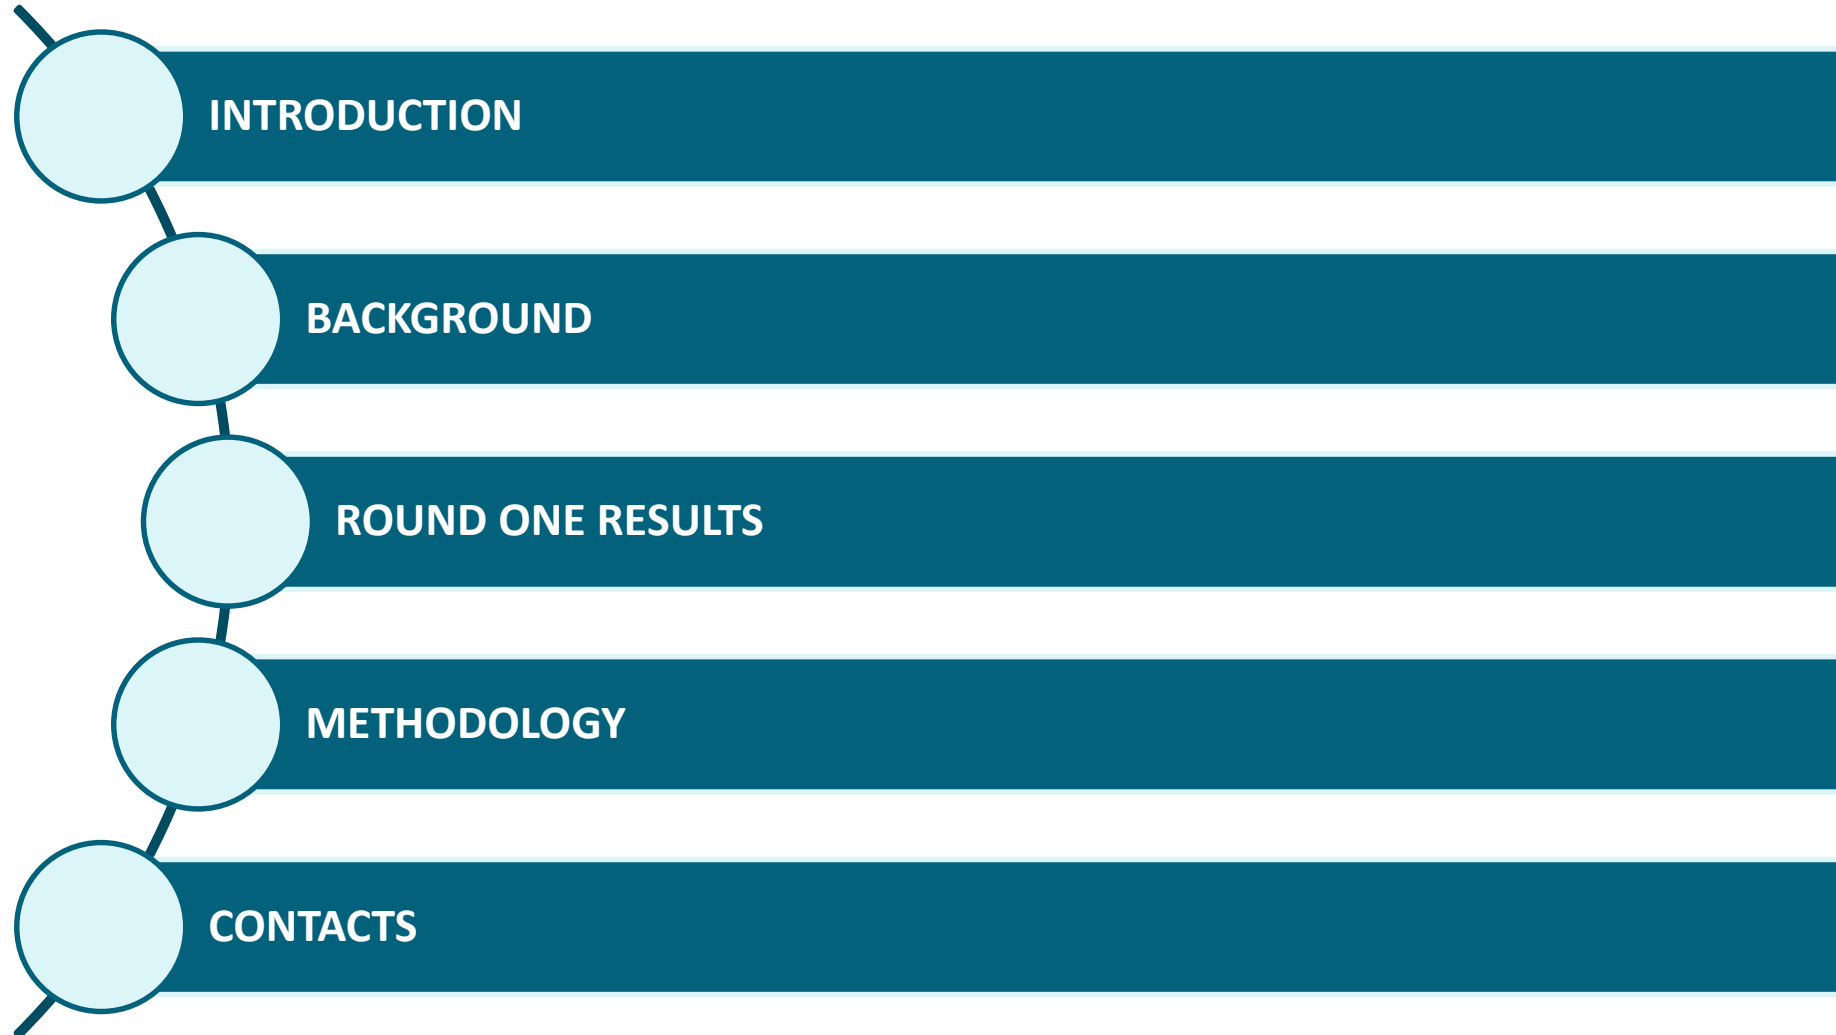 INTRODUCTION
BACKGROUND
ROUND ONE RESULTS
METHODOLOGY
CONTACTS